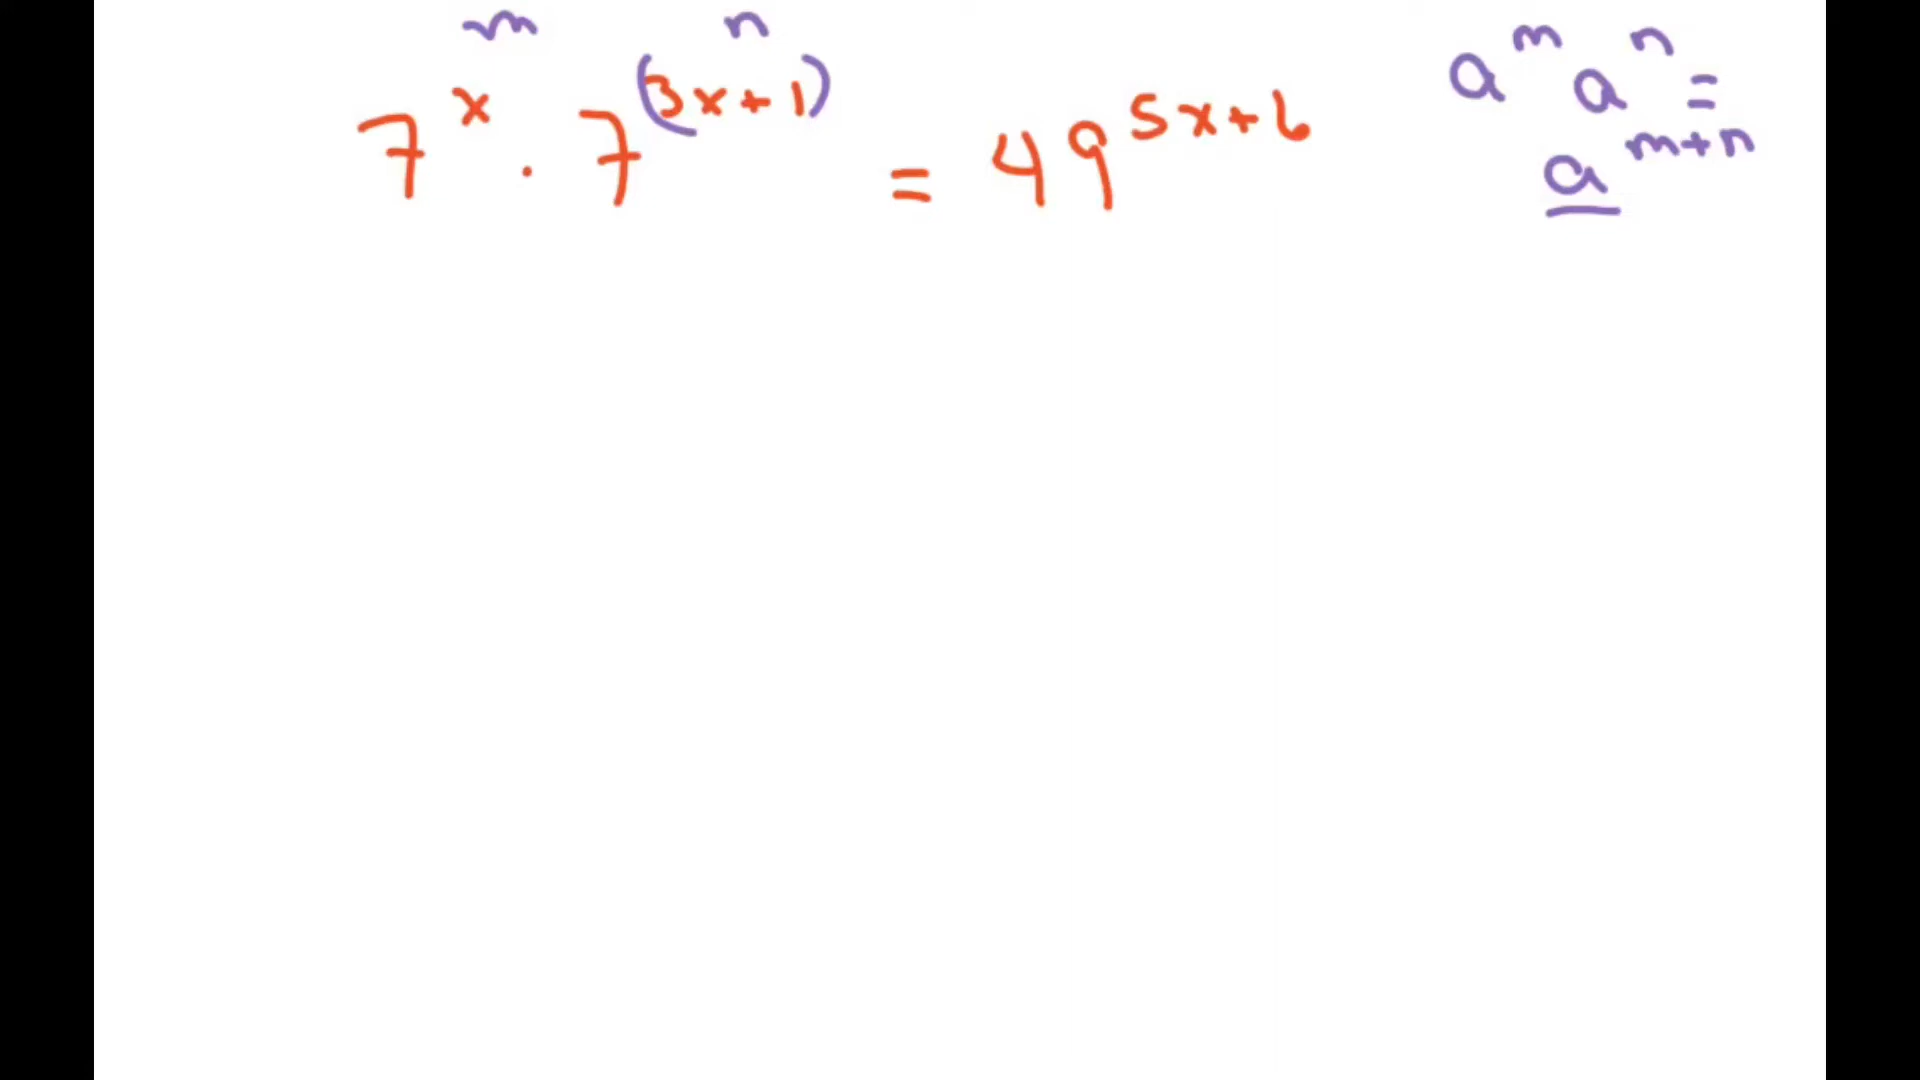 m n
7^x · 7^(3x+1) = 49^5x+6
a^m a^n =
a^m+n